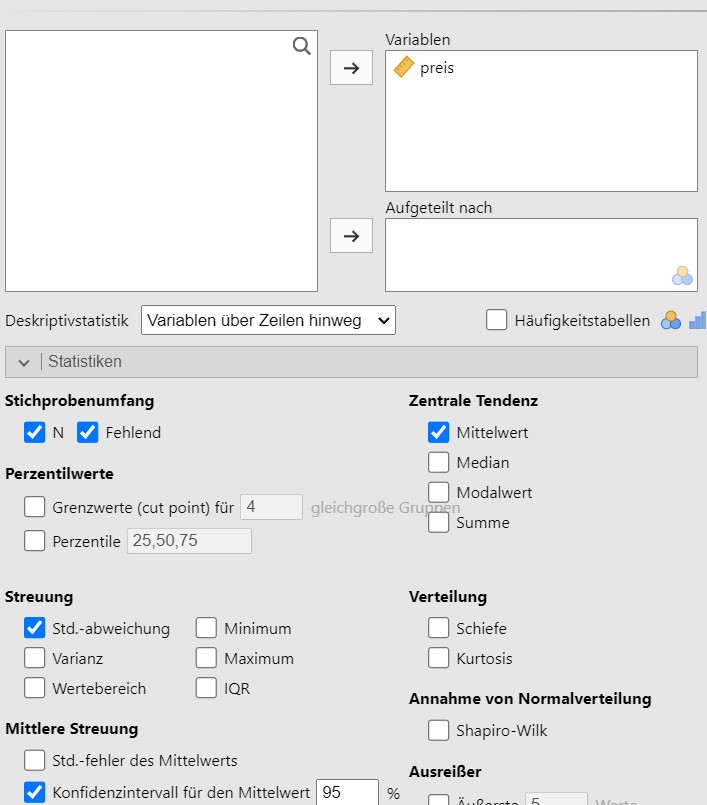 Variablen
preis
Aufgeteilt nach
Deskriptivstatistik Variablen über Zeilen hinweg Häufigkeitstabellen
Statistiken
Stichprobenumfang
N Fehlend
Perzentilwerte
Grenzwerte (cut point) für 4 gleichgroße Gruppen
Perzentile 25,50,75
Zentrale Tendenz
Mittelwert
Median
Modalwert
Summe
Streuung
Std.-abweichung Minimum
Varianz Maximum
Wertebereich IQR
Verteilung
Schiefe
Kurtosis
Mittlere Streuung
Std.-fehler des Mittelwerts
Konfidenzintervall für den Mittelwert 95 %
Annahme von Normalverteilung
Shapiro-Wilk
Ausreißer
Äußerste 5 Werte